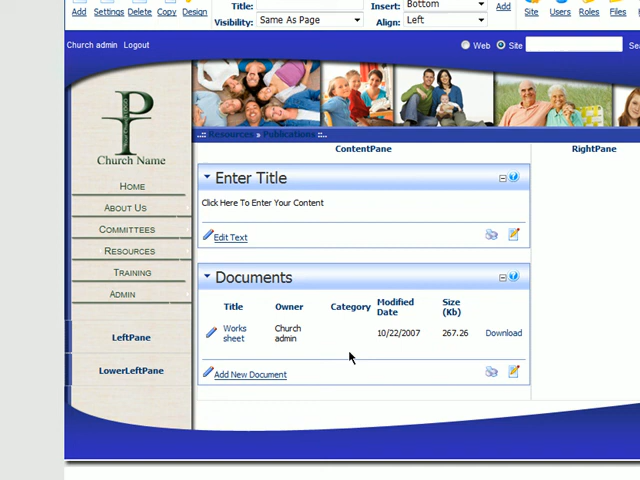 Add Settings Delete Copy Design
Title:
Visibility: Same As Page
Insert: Bottom
Align: Left
Add
Site Users Roles Files
Church admin Logout
Web Site
..:: Resources » Publications ::..
Church Name
Home
About Us
Committees
Resources
Training
Admin
LeftPane
LowerLeftPane
ContentPane
RightPane
Enter Title
Click Here To Enter Your Content
Edit Text
Documents
Title Owner Category Modified Date Size (Kb)
Works sheet Church admin 10/22/2007 267.26 Download
Add New Document